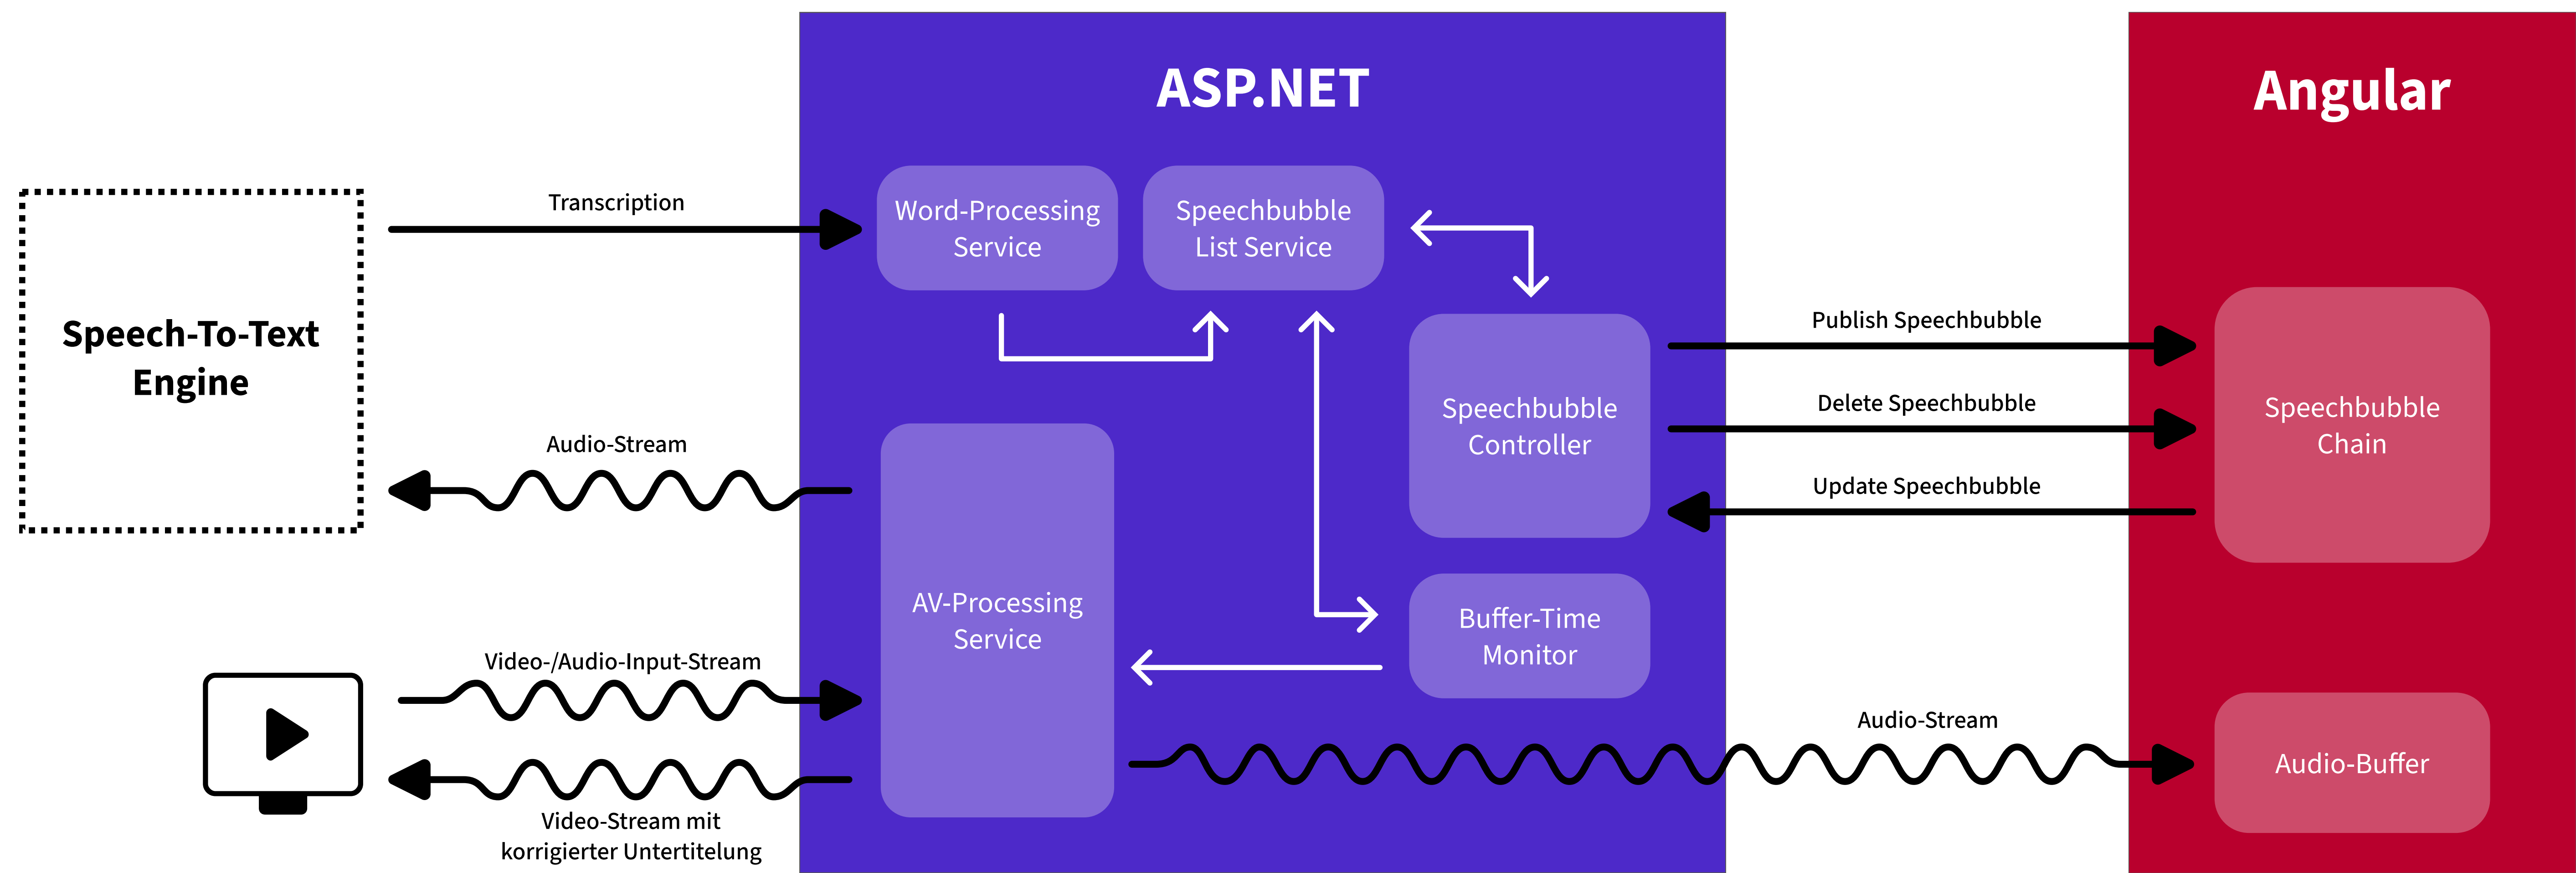 ASP.NET
Angular
Transcription
Word-Processing
Service
Speechbubble
List Service
Speech-To-Text
Engine
Publish Speechbubble
Delete Speechbubble
Update Speechbubble
Speechbubble
Controller
Speechbubble
Chain
Audio-Stream
AV-Processing
Service
Buffer-Time
Monitor
Video-/Audio-Input-Stream
Audio-Stream
Audio-Buffer
Video-Stream mit
korrigierter Untertitelung